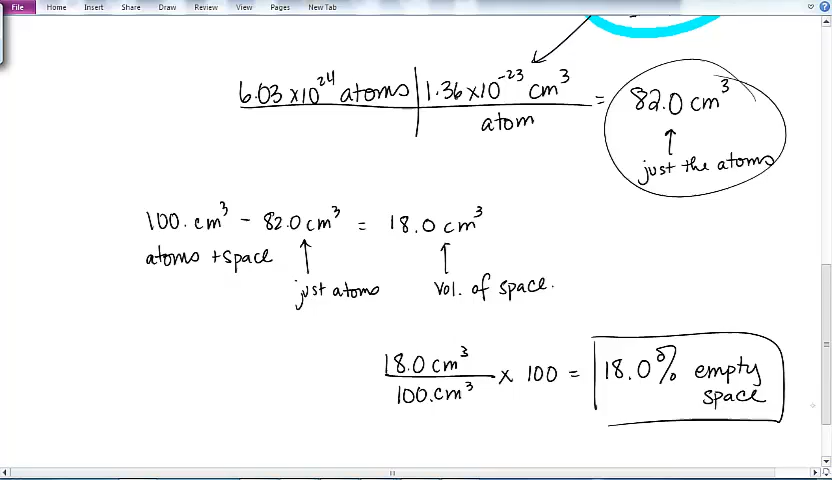 File Home Insert Share Draw Review View Pages New Tab
6.03 x10^24 atoms | 1.36 x10^-23 cm^3 = 82.0 cm^3
atom
just the atoms
100. cm^3 - 82.0 cm^3 = 18.0 cm^3
atoms + space
just atoms vol. of space.
18.0 cm^3
100. cm^3 x 100 = 18.0% empty
space